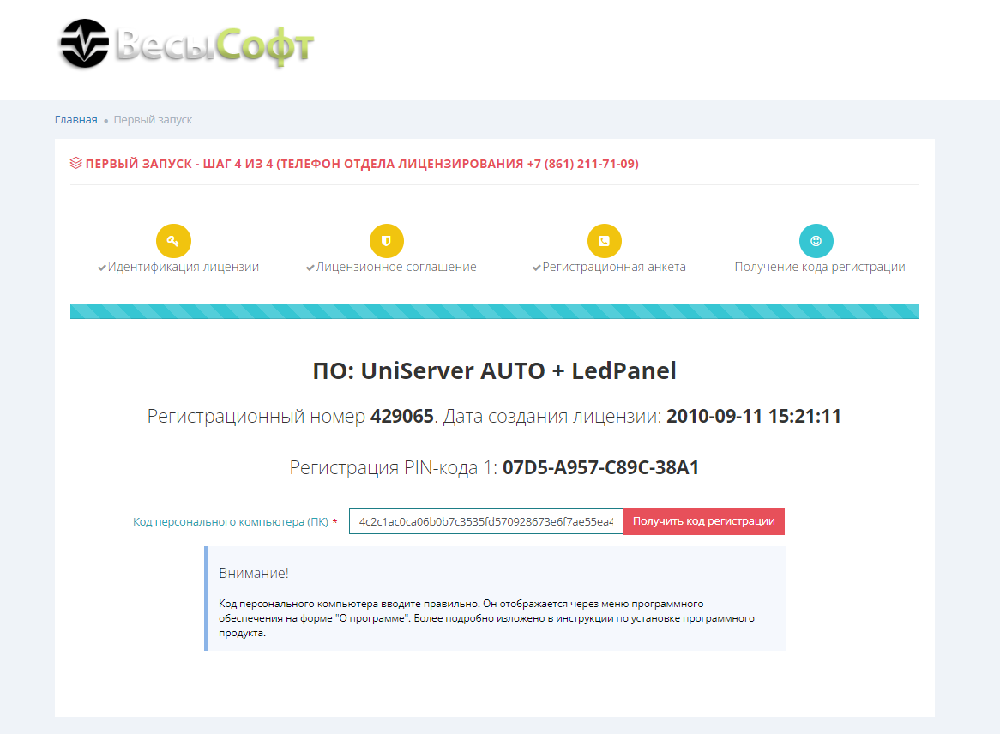 ВесыСофт
Главная • Первый запуск
ПЕРВЫЙ ЗАПУСК - ШАГ 4 ИЗ 4 (ТЕЛЕФОН ОТДЕЛА ЛИЦЕНЗИРОВАНИЯ +7 (861) 211-71-09)
Идентификация лицензии Лицензионное соглашение Регистрационная анкета Получение кода регистрации
ПО: UniServer AUTO + LedPanel
Регистрационный номер 429065. Дата создания лицензии: 2010-09-11 15:21:11
Регистрация PIN-кода 1: 07D5-A957-C89C-38A1
Код персонального компьютера (ПК) * 4c2c1ac0ca06b0b7c3535fd570928673e6f7ae55ea4 Получить код регистрации
Внимание!
Код персонального компьютера вводите правильно. Он отображается через меню программного
обеспечения на форме "О программе". Более подробно изложено в инструкции по установке программного
продукта.